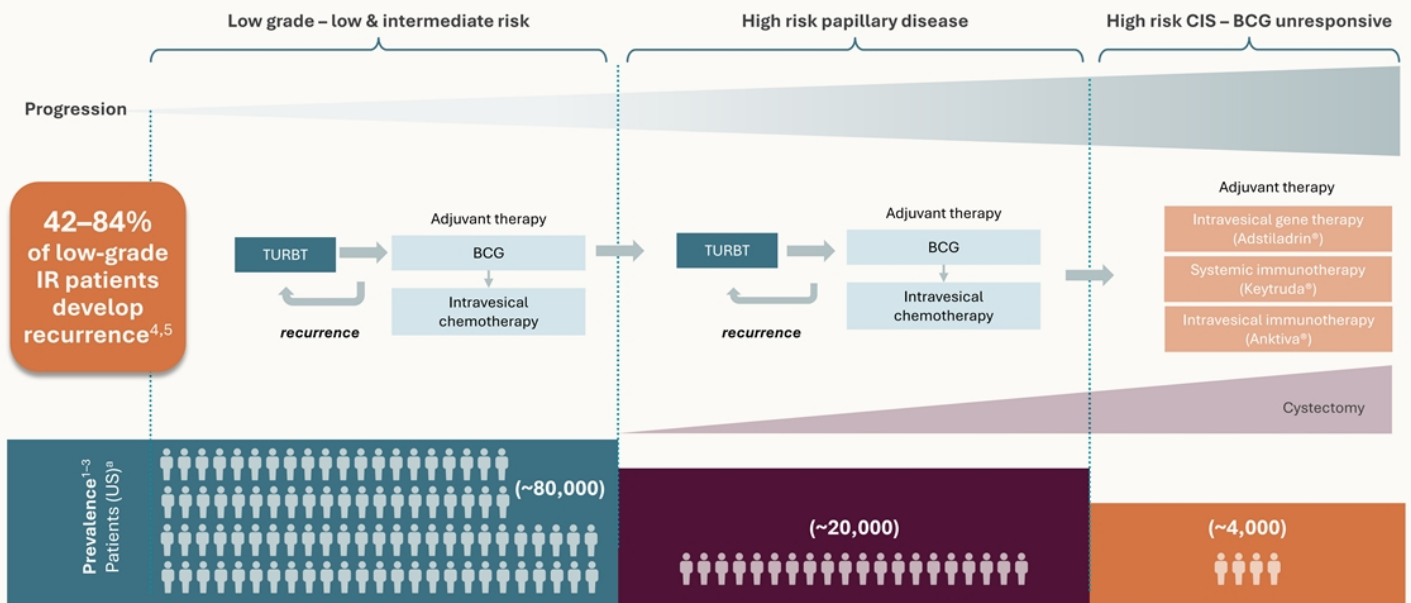 Low grade – low & intermediate risk
High risk papillary disease
High risk CIS – BCG unresponsive
Progression
42–84%
of low-grade
IR patients
develop
recurrence4,5
TURBT
recurrence
Adjuvant therapy
BCG
Intravesical
chemotherapy
TURBT
recurrence
Adjuvant therapy
BCG
Intravesical
chemotherapy
Adjuvant therapy
Intravesical gene therapy
(Adstiladrin®)
Systemic immunotherapy
(Keytruda®)
Intravesical immunotherapy
(Anktiva®)
Cystectomy
Prevalence1–3
Patients (US)a
(~80,000)
(~20,000)
(~4,000)